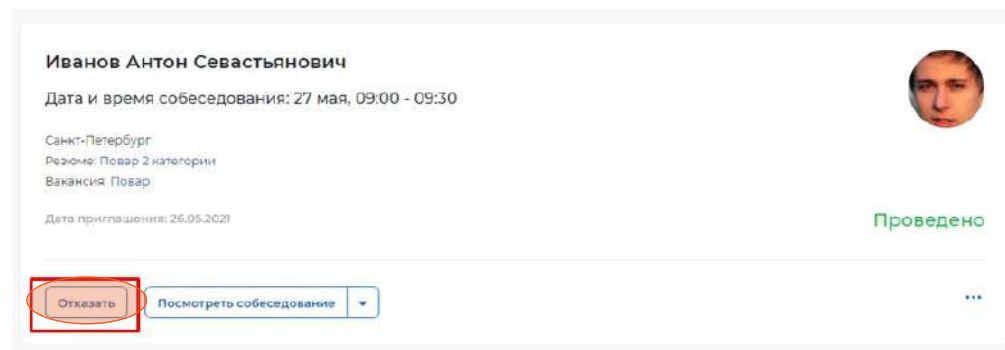 Иванов Антон Севастьянович
Дата и время собеседования: 27 мая, 09:00 - 09:30
Санкт-Петербург
Резюме: Повар 2 категории
Вакансия: Повар
Дата приглашения: 26.05.2021
Проведено
Отказать
Посмотреть собеседование